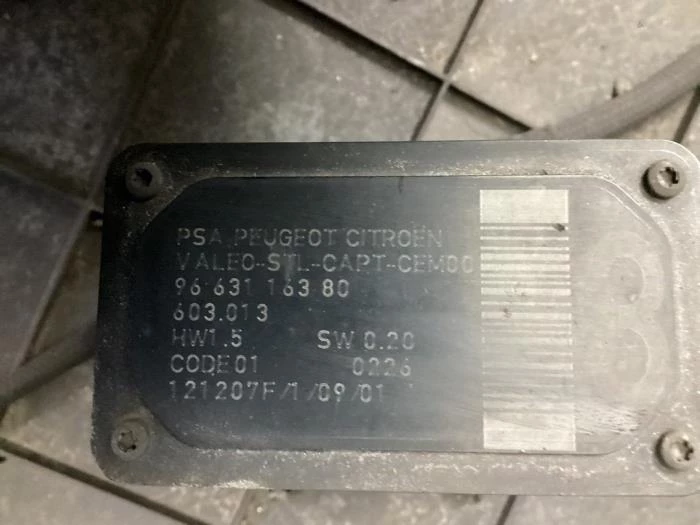 PSA PEUGEOT CITROEN
VALEO-STL-CAPT-CEM00
96 631 163 80
603.013
HW1.5 SW 0.20
CODE01 0226
121207F/1/09/01